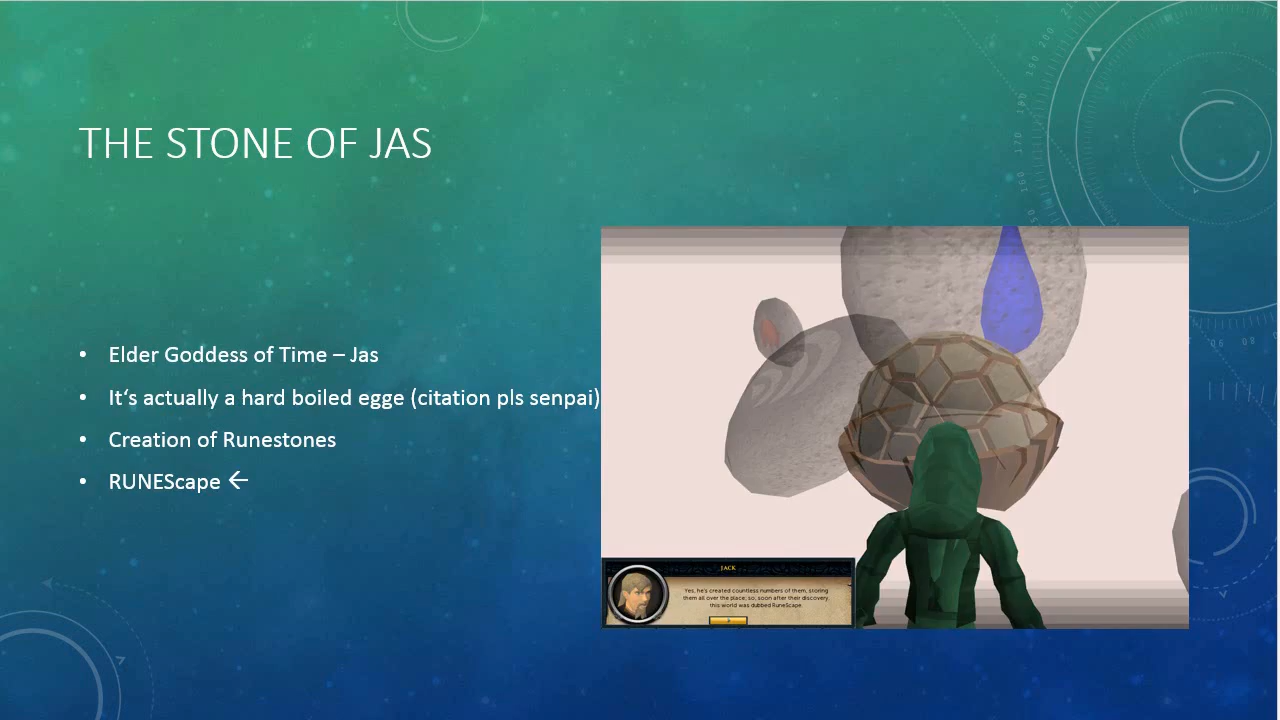 THE STONE OF JAS
• Elder Goddess of Time – Jas
• It‘s actually a hard boiled egge (citation pls senpai)
• Creation of Runestones
• RUNEScape ←
JACK
Yes, he's created countless numbers of them, storing
them all over the place; so, soon after their discovery,
this world was dubbed RuneScape.